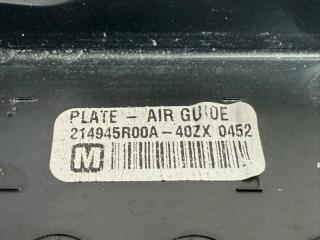 PLATE - AIR GUIDE
214945R00A-40ZX 0452
M